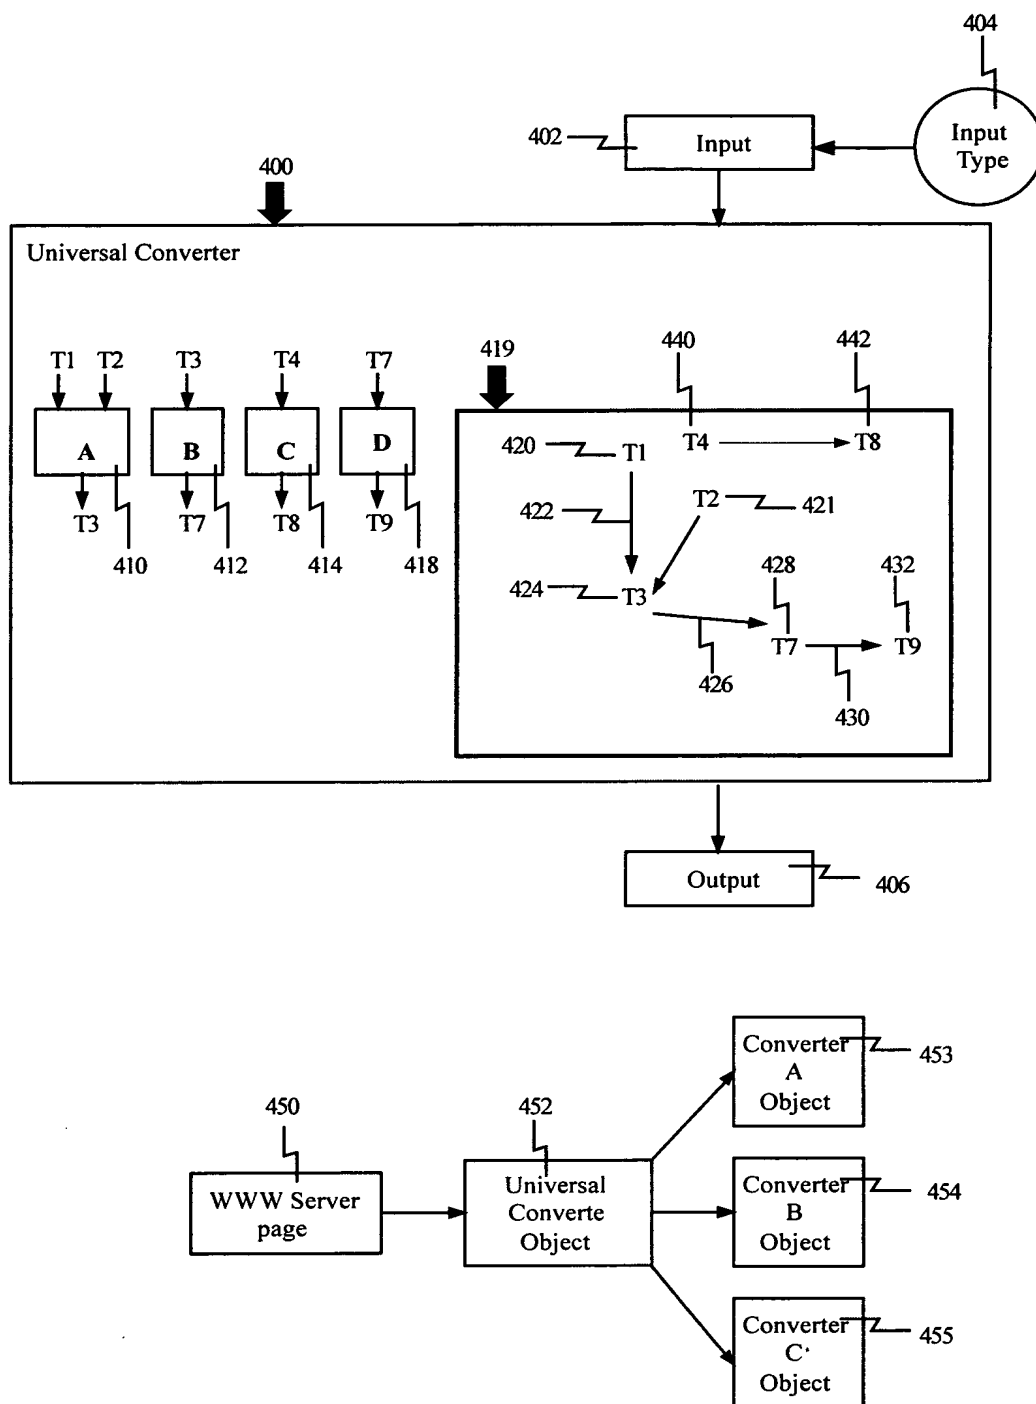 404
402
Input
Input
Type
400
Universal Converter
T1 T2 T3 T4 T7
A B C D
T3 T7 T8 T9
410 412 414 418
419
440
442
420
T1
T4
T8
422
T2
421
424
T3
428
432
T7
T9
426
430
Output
406
Converter
A
Object
453
450
452
WWW Server
page
Universal
Converte
Object
Converter
B
Object
454
Converter
C
Object
455